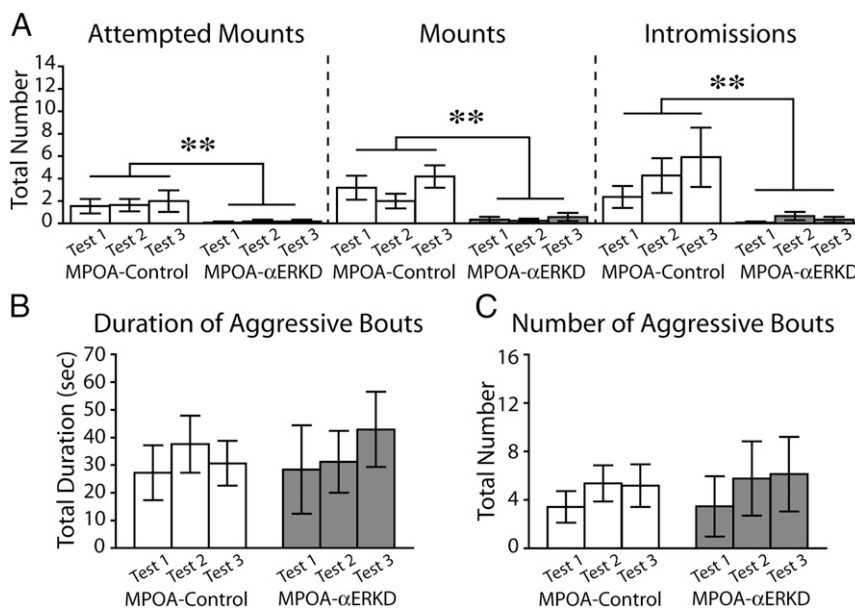 A
Attempted Mounts
Mounts
Intromissions
Total Number
14
12
10
8
6
4
2
0
**
**
**
Test 1 Test 2 Test 3
Test 1 Test 2 Test 3
Test 1 Test 2 Test 3
Test 1 Test 2 Test 3
Test 1 Test 2 Test 3
Test 1 Test 2 Test 3
MPOA-Control MPOA-αERKD MPOA-Control MPOA-αERKD MPOA-Control MPOA-αERKD
B
Duration of Aggressive Bouts
Total Duration (sec)
70
60
50
40
30
20
10
0
Test 1 Test 2 Test 3
Test 1 Test 2 Test 3
MPOA-Control MPOA-αERKD
C
Number of Aggressive Bouts
Total Number
16
12
8
4
0
Test 1 Test 2 Test 3
Test 1 Test 2 Test 3
MPOA-Control MPOA-αERKD